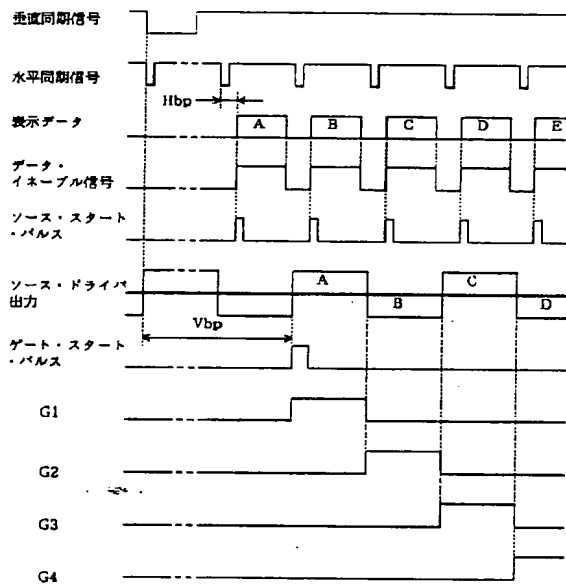 垂直同期信号
水平同期信号
Hbp
表示データ
A B C D E
データ・
イネーブル信号
ソース・スタート
・パルス
ソース・ドライバ
出力
A
B
C
D
Vbp
ゲート・スタート
・パルス
G1
G2
G3
G4